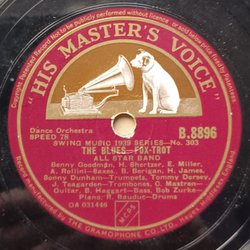 "HIS MASTER'S VOICE"
Dance Orchestra
SPEED 78
B.8896
SWING MUSIC 1939 SERIES—No. 303
THE BLUES—FOX-TROT
ALL STAR BAND
Benny Goodman, H. Shertzer, E. Miller,
A. Rollini—Saxes. B. Berigan, H. James,
Sonny Dunham—Trumpets, Tommy Dorsey,
J. Teagarden—Trombones, C. Mastren—
Guitar, B. Haggart—Bass, Bob Zurke—
Piano, R. Bauduc—Drums
OA 031446
MCPS
THE GRAMOPHONE CO. LTD.